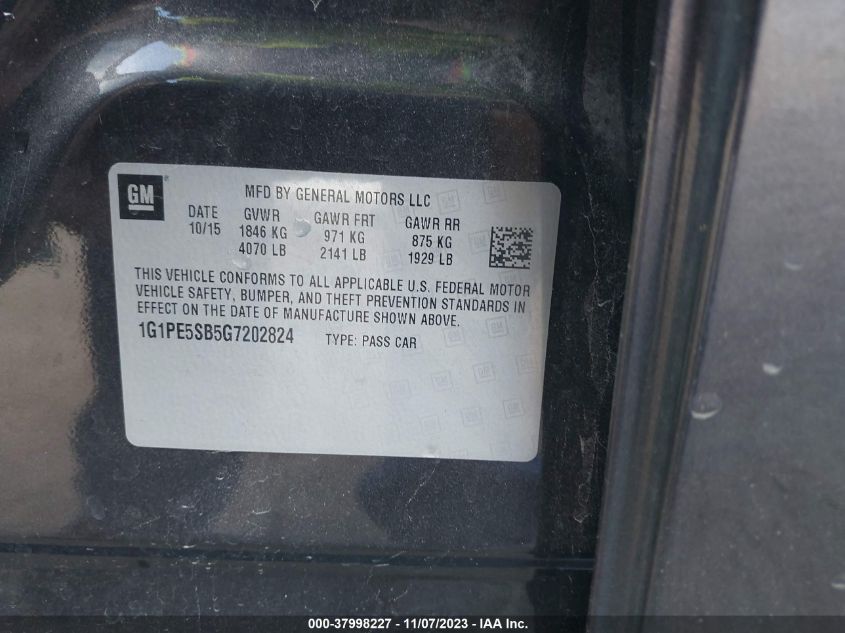 GM
MFD BY GENERAL MOTORS LLC
DATE GVWR GAWR FRT GAWR RR
10/15 1846 KG 971 KG 875 KG
4070 LB 2141 LB 1929 LB
THIS VEHICLE CONFORMS TO ALL APPLICABLE U.S. FEDERAL MOTOR
VEHICLE SAFETY, BUMPER, AND THEFT PREVENTION STANDARDS IN
EFFECT ON THE DATE OF MANUFACTURE SHOWN ABOVE.
1G1PE5SB5G7202824 TYPE: PASS CAR
000-37998227 - 11/07/2023 - IAA Inc.